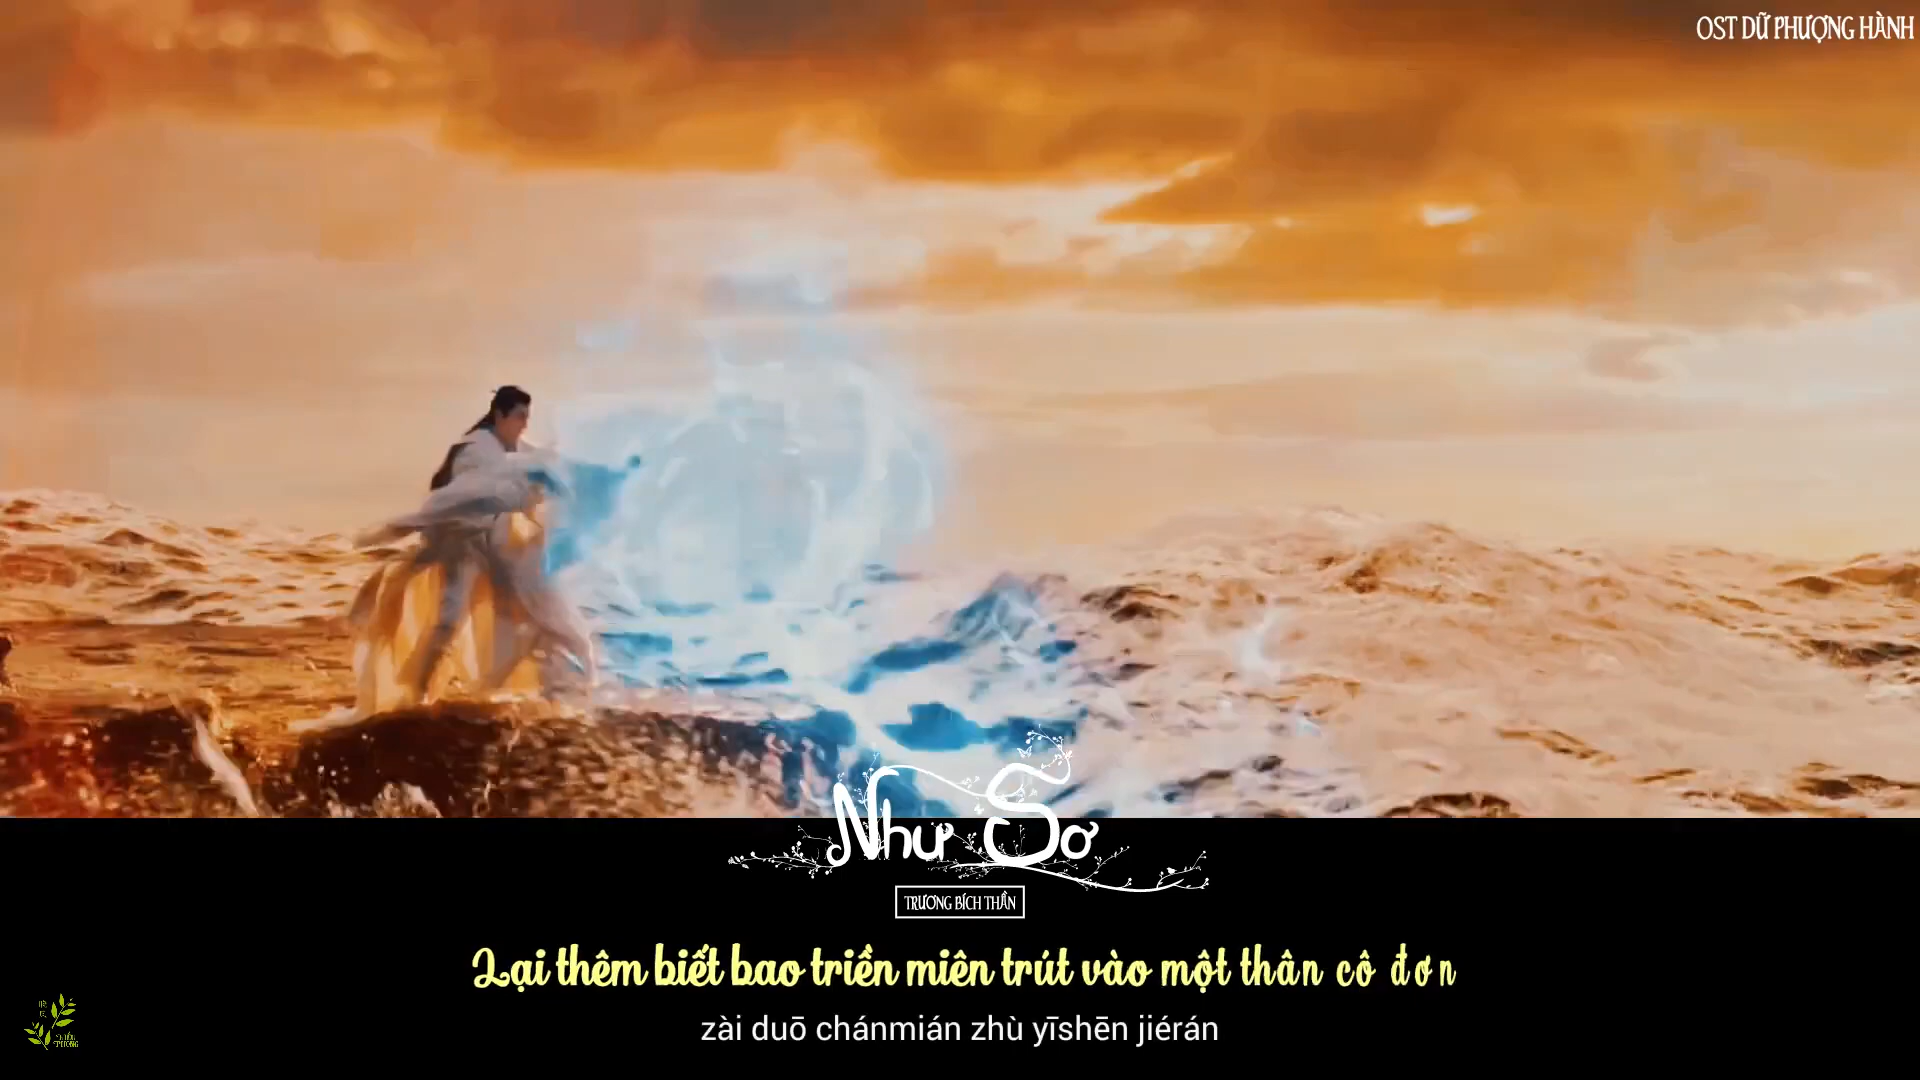 OST DỮ PHƯỢNG HÀNH
Như Sơ
TRƯƠNG BÍCH THẦN
Lại thêm biết bao triền miên trút vào một thân cô đơn
zài duō chánmián zhù yīshēn jiérán